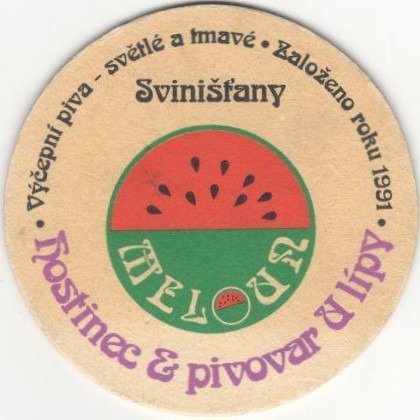 • Výčepní piva - světlé a tmavé • Založeno roku 1991 •
Svinišťany
MELOUN
Hostinec & pivovar U lípy